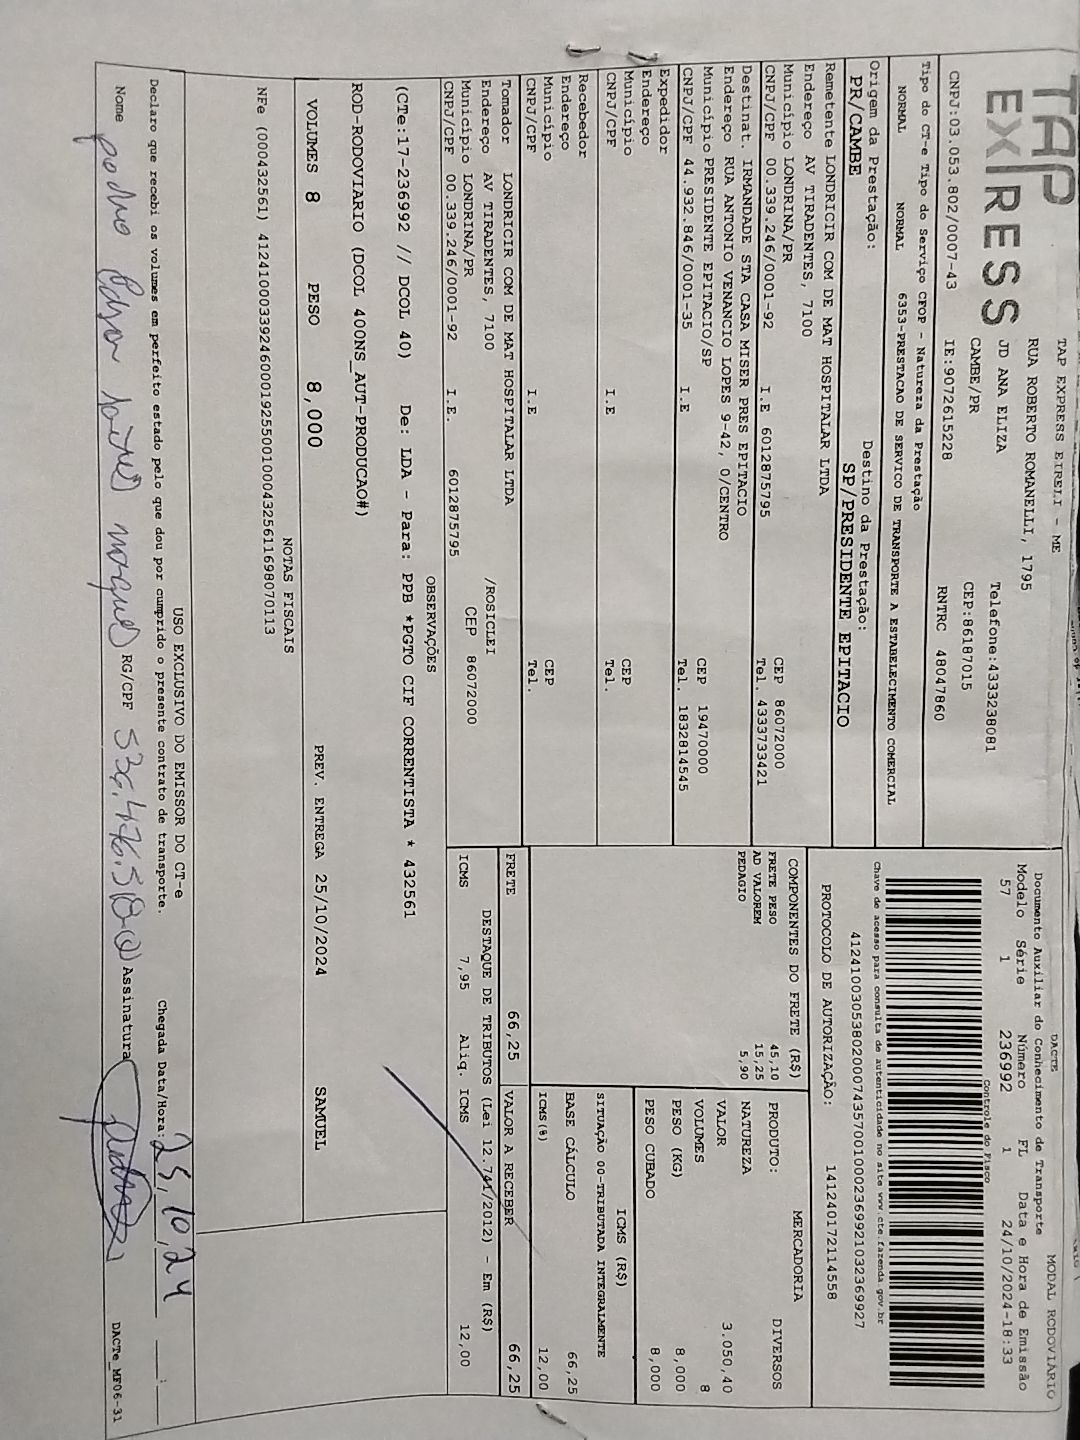 TAP
EXPRESS
TAP EXPRESS EIRELI - ME
RUA ROBERTO ROMANELLI, 1795
JD ANA ELIZA
CAMBE/PR
Telefone:4333238081
CEP:86187015
CNPJ:03.053.802/0007-43 IE:9072615228 RNTRC 48047860
Tipo do CT-e Tipo do Serviço CFOP - Natureza da Prestação
NORMAL NORMAL 6353-PRESTACAO DE SERVICO DE TRANSPORTE A ESTABELECIMENTO COMERCIAL
Origem da Prestação: Destino da Prestação:
PR/CAMBE SP/PRESIDENTE EPITACIO
Remetente LONDRICIR COM DE MAT HOSPITALAR LTDA
Endereço AV TIRADENTES, 7100
Município LONDRINA/PR CEP 86072000
CNPJ/CPF 00.339.246/0001-92 I.E 6012875795 Tel. 4333733421
Destinat. IRMANDADE STA CASA MISER PRES EPITACIO
Endereço RUA ANTONIO VENANCIO LOPES 9-42, 0/CENTRO
Município PRESIDENTE EPITACIO/SP CEP 19470000
CNPJ/CPF 44.932.846/0001-35 I.E Tel. 1832814545
Expedidor
Endereço
Município CEP
CNPJ/CPF I.E Tel.
Recebedor
Endereço
Município CEP
CNPJ/CPF I.E Tel.
Tomador LONDRICIR COM DE MAT HOSPITALAR LTDA
Endereço AV TIRADENTES, 7100 /ROSICLEI
Município LONDRINA/PR CEP 86072000
CNPJ/CPF 00.339.246/0001-92 I.E. 6012875795
DACTE
Documento Auxiliar do Conhecimento de Transporte
MODAL RODOVIÁRIO
Modelo Série Número FL Data e Hora de Emissão
57 1 236992 1 24/10/2024-18:33
Controle do Fisco
Chave de acesso para consulta de autenticidade no site www.cte.fazenda.gov.br
41241003053802000743570010002369921032369927
PROTOCOLO DE AUTORIZAÇÃO: 141240172114558
COMPONENTES DO FRETE (R$)
FRETE PESO 45,10
AD VALOREM 15,25
PEDAGIO 5,90
MERCADORIA
PRODUTO: DIVERSOS
NATUREZA
VALOR 3.050,40
VOLUMES 8
PESO (KG) 8,000
PESO CUBADO 8,000
ICMS (R$)
SITUAÇÃO 00-TRIBUTADA INTEGRALMENTE
BASE CÁLCULO 66,25
ICMS(%) 12,00
FRETE 66,25 VALOR A RECEBER 66,25
DESTAQUE DE TRIBUTOS (Lei 12.741/2012) - Em (R$)
ICMS 7,95 Aliq. ICMS 12,00
OBSERVAÇÕES
(CTe:17-236992 // DCOL 40) De: LDA - Para: PPB *PGTO CIF CORRENTISTA * 432561
ROD-RODOVIARIO (DCOL 400NS_AUT-PRODUCAO#)
VOLUMES 8 PESO 8,000 PREV. ENTREGA 25/10/2024 SAMUEL
NOTAS FISCAIS
NFe (000432561) 41241000339246000192550010004325611698070113
USO EXCLUSIVO DO EMISSOR DO CT-e
Declaro que recebi os volumes em perfeito estado pelo que dou por cumprido o presente contrato de transporte. Chegada Data/Hora: 25,10,24
Nome RG/CPF Assinatura
DACTe_MF06-31